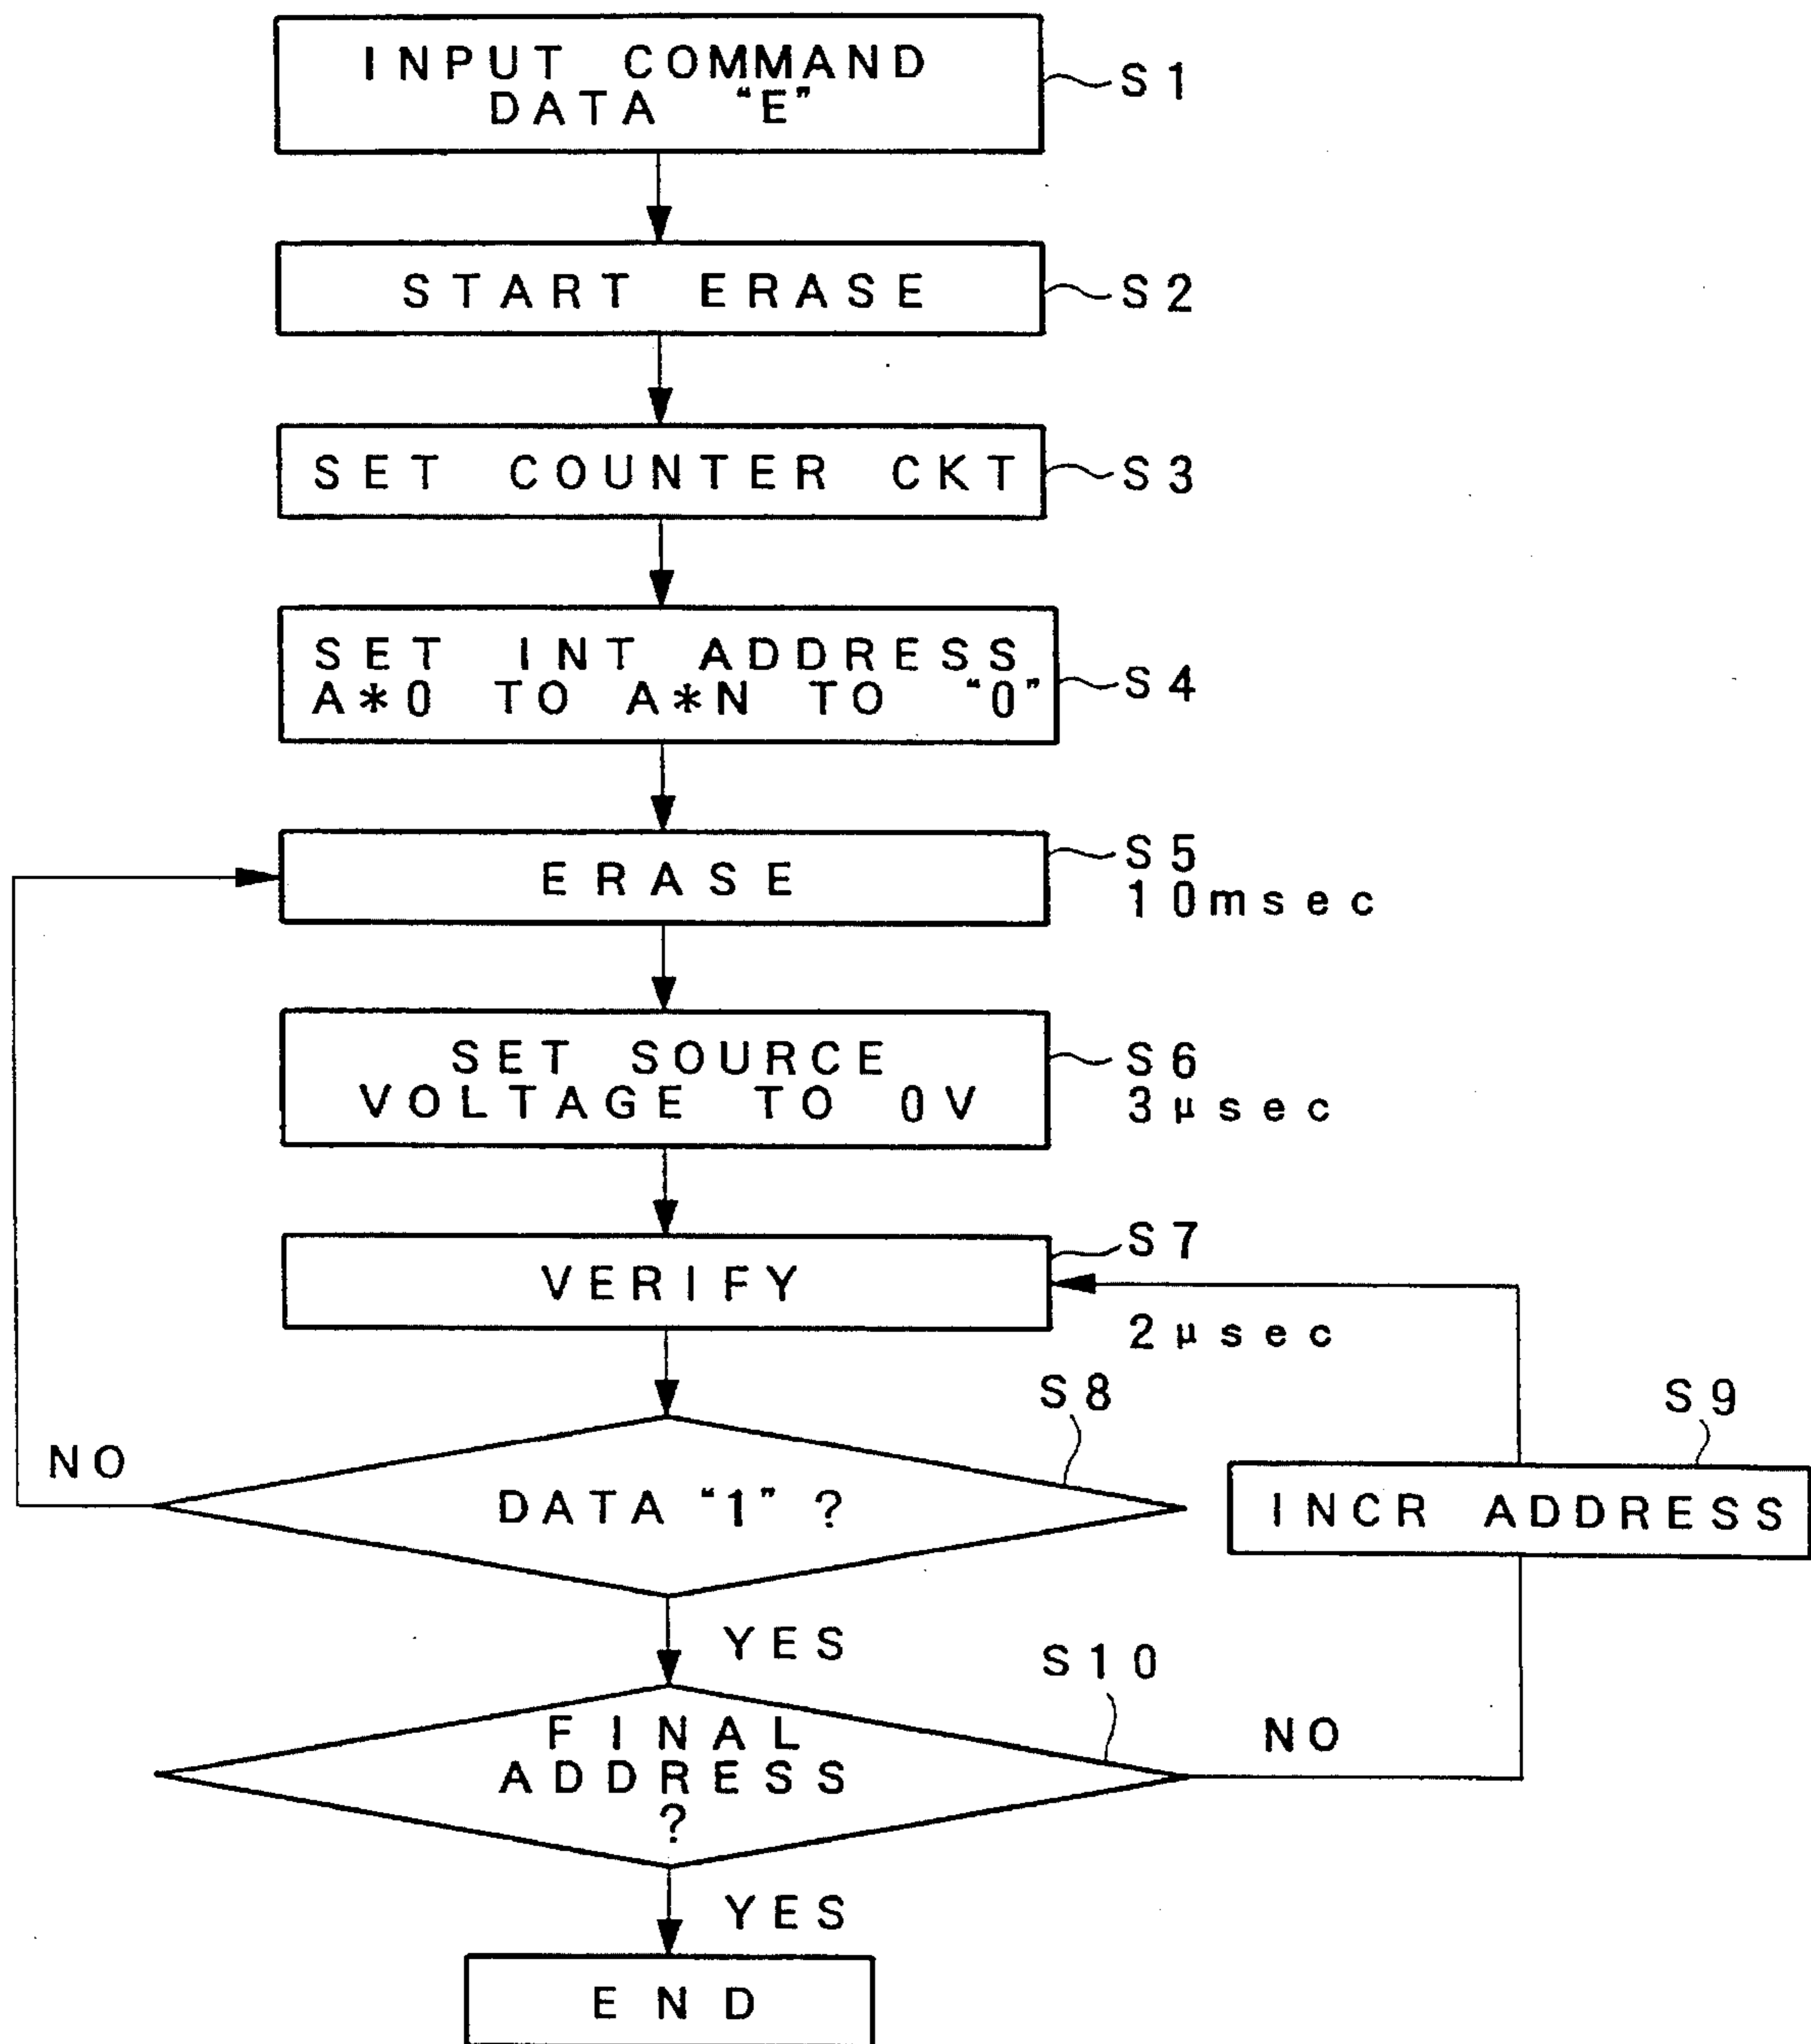 INPUT COMMAND
DATA “E”
S1
START ERASE
S2
SET COUNTER CKT
S3
SET INT ADDRESS
A*0 TO A*N TO “0”
S4
ERASE
S5
10msec
SET SOURCE
VOLTAGE TO 0V
S6
3μsec
VERIFY
S7
2μsec
S8
S9
NO
DATA “1”?
INCR ADDRESS
YES
S10
FINAL
ADDRESS
?
NO
YES
END